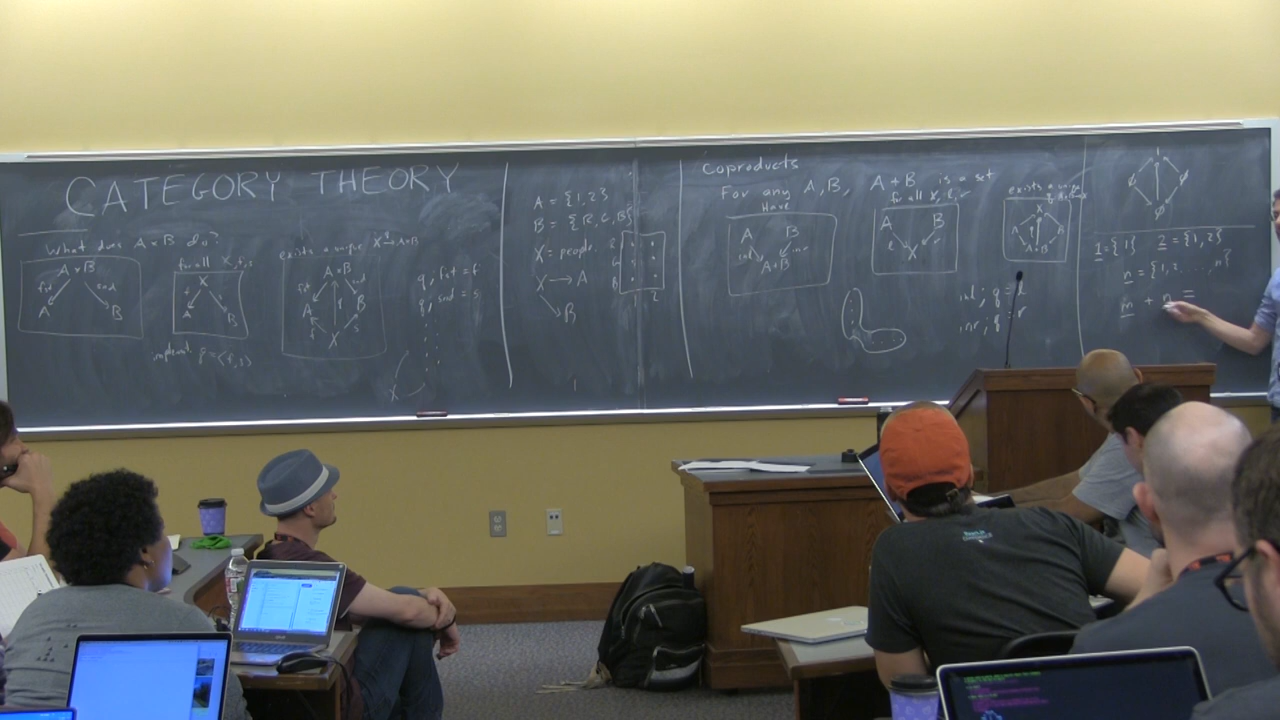 CATEGORY THEORY
What does A×B do?
A×B
fst snd
A B
for all X, f, s
X
A B
implement q = ⟨f, s⟩
exists a unique X → A×B
A×B
fst
A B
f s
X
q; fst = f
q; snd = s
A = {1,2}
B = {R,G,B}
X = people
X → A
B
2
Coproducts
For any A, B, A+B is a set
Have
A B
inl inr
A+B
for all X, l, r
A B
l r
X
exists a unique
X
A B
A+B
inl; q = l
inr; q = r
1
1 = {1} 2 = {1,2}
n = {1,2, ... n}
m + n =